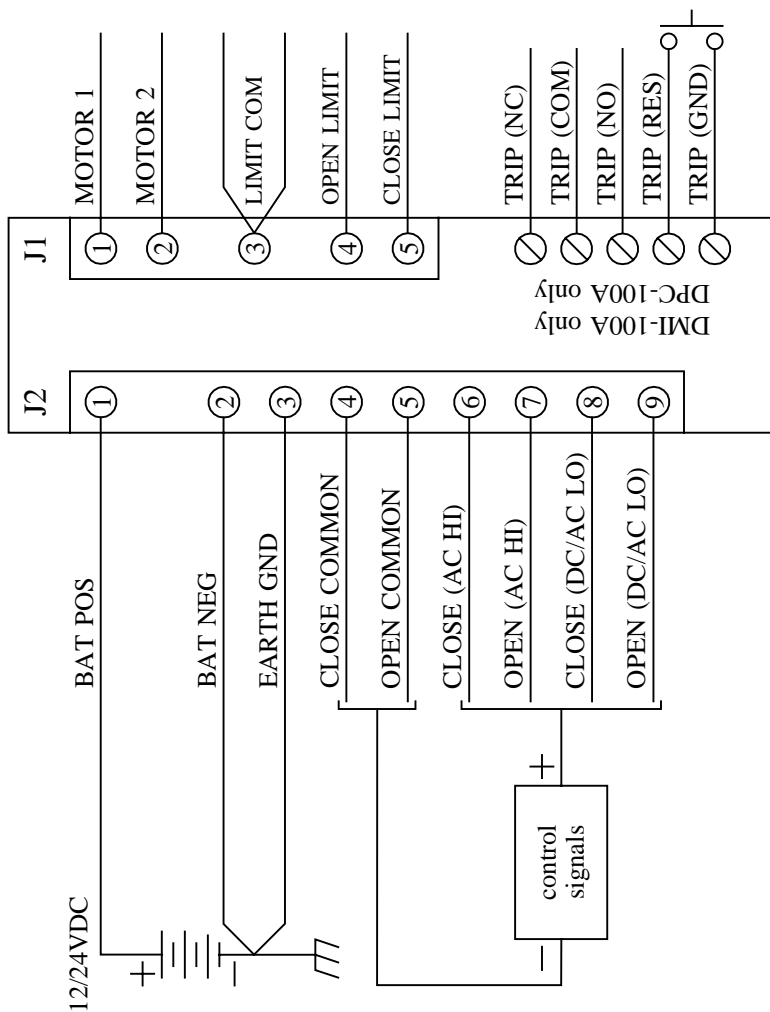 J1
1
MOTOR 1
2
MOTOR 2
3
LIMIT COM
4
OPEN LIMIT
5
CLOSE LIMIT
TRIP (NC)
TRIP (COM)
TRIP (NO)
TRIP (RES)
TRIP (GND)
DMI-100A only
DPC-100A only
J2
1
BAT POS
2
BAT NEG
3
EARTH GND
4
CLOSE COMMON
5
OPEN COMMON
6
CLOSE (AC HI)
7
OPEN (AC HI)
8
CLOSE (DC/AC LO)
9
OPEN (DC/AC LO)
12/24VDC
+
−
+
−
control
signals